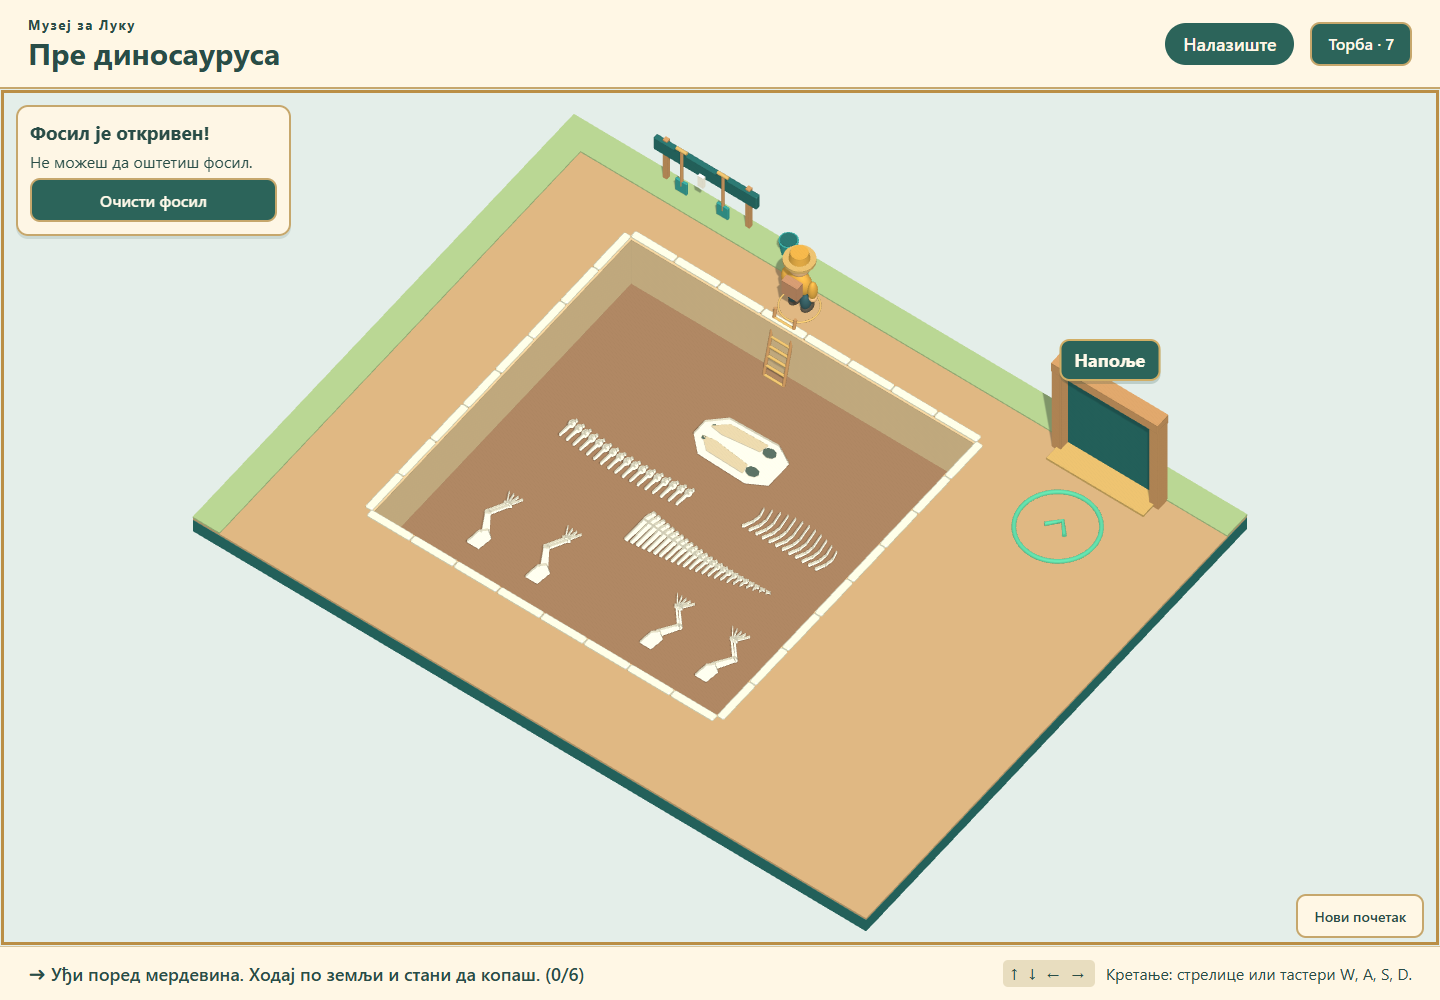 Музеј за Луку
Пре диносауруса
Налазиште
Торба · 7
Фосил је откривен!
Не можеш да оштетиш фосил.
Очисти фосил
Напоље
Нови почетак
→ Уђи поред мердевина. Ходај по земљи и стани да копаш. (0/6)
↑ ↓ ← → Кретање: стрелице или тастери W, A, S, D.